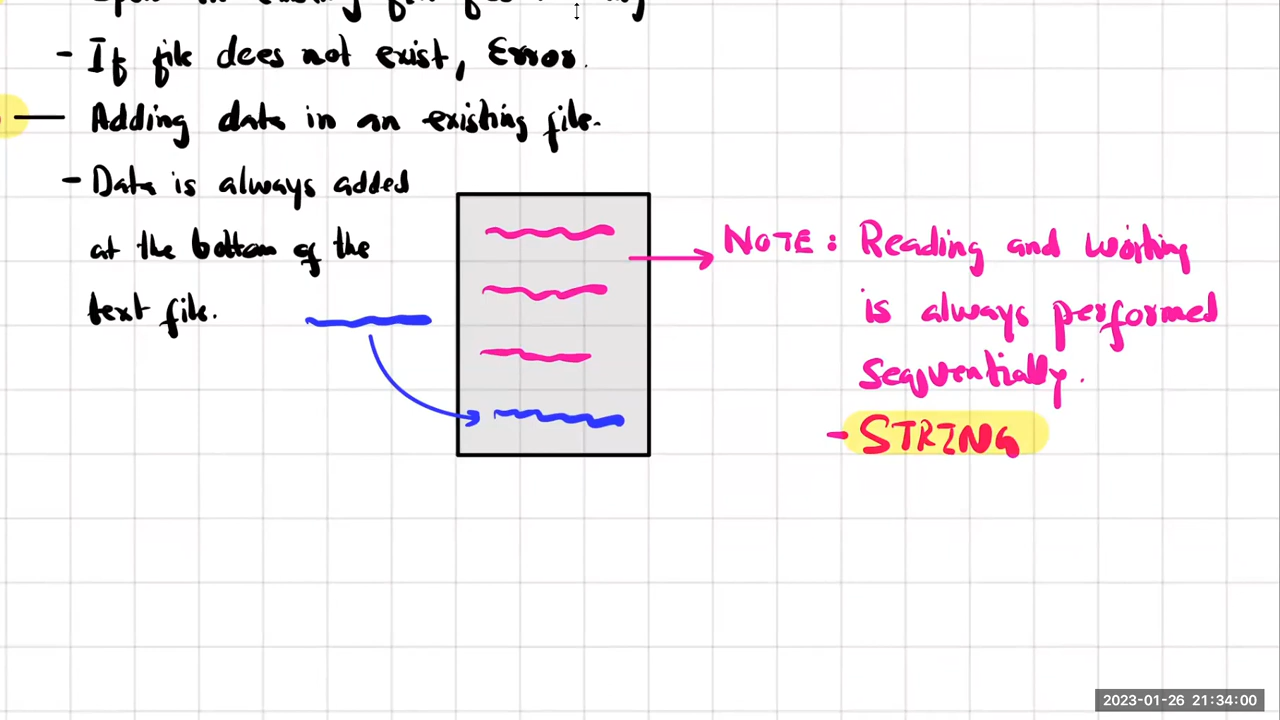 - If file does not exist, Error.
— Adding data in an existing file.
- Data is always added
at the bottom of the
text file.
NOTE: Reading and writing
is always performed
sequentially.
- STRING
2023-01-26 21:34:00